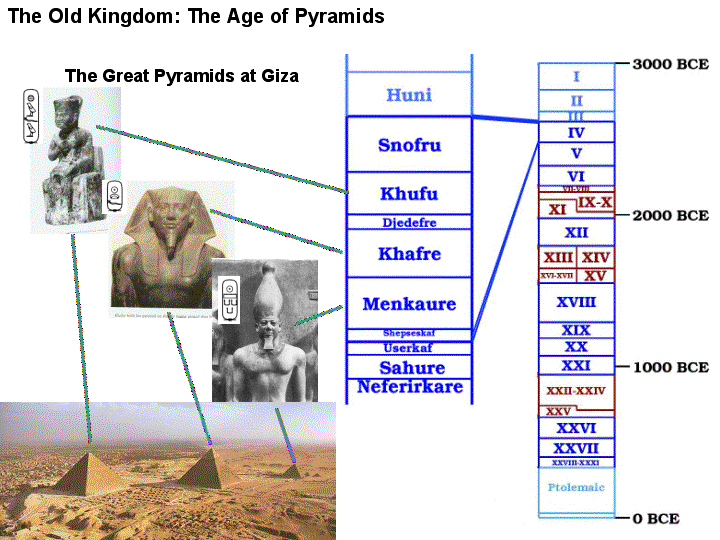 The Old Kingdom: The Age of Pyramids
The Great Pyramids at Giza
Huni
Snofru
Khufu
Djedefre
Khafre
Menkaure
Shepseskaf
Userkaf
Sahure
Neferirkare
3000 BCE
I
II
III
IV
V
VI
VII-VIII
IX-X
XI
2000 BCE
XII
XIII XIV
XVI-XVII XV
XVIII
XIX
XX
1000 BCE
XXI
XXII-XXIV
XXV
XXVI
XXVII
XXVIII-XXXI
Ptolemaic
0 BCE